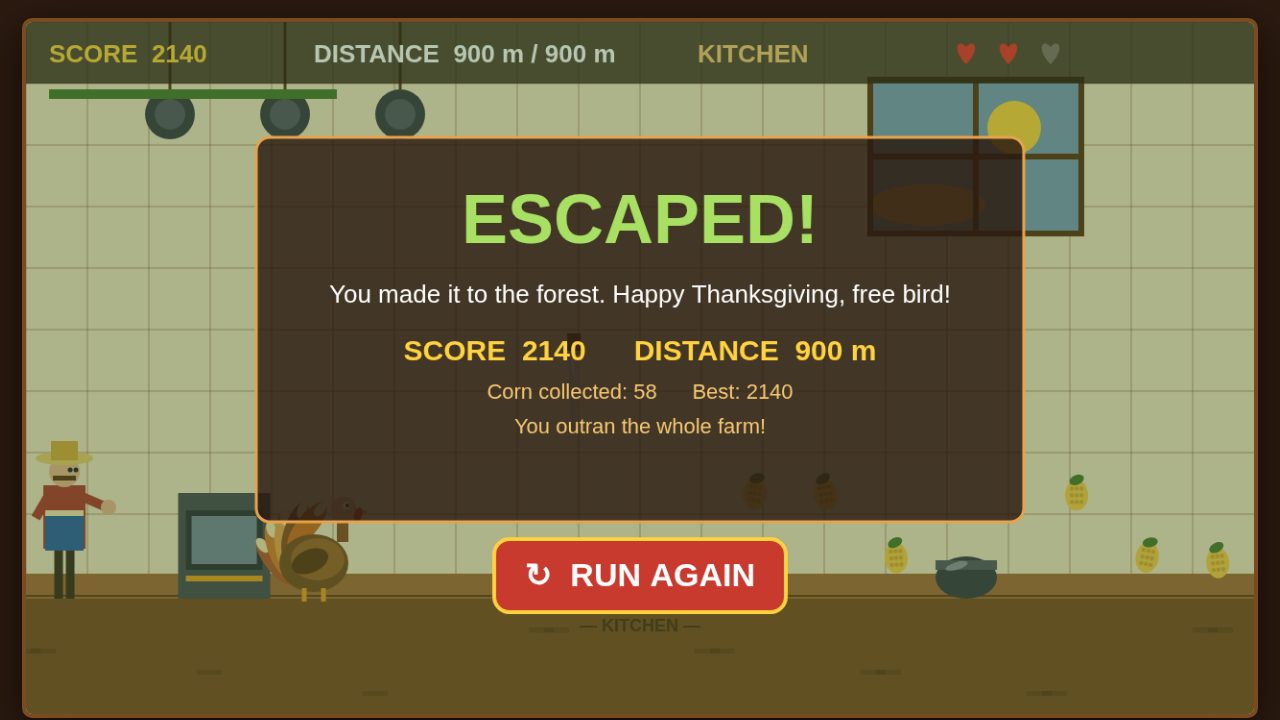 SCORE 2140 DISTANCE 900 m / 900 m KITCHEN
ESCAPED!
You made it to the forest. Happy Thanksgiving, free bird!
SCORE 2140 DISTANCE 900 m
Corn collected: 58 Best: 2140
You outran the whole farm!
↻ RUN AGAIN
— KITCHEN —